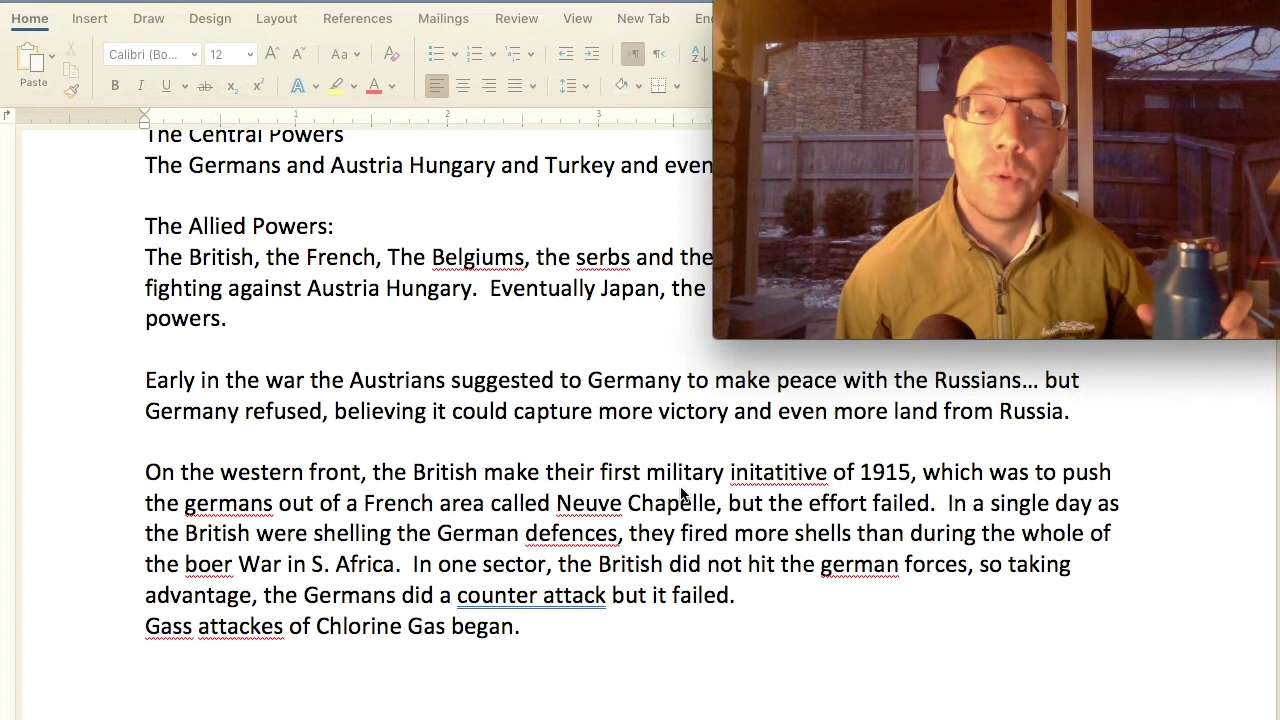 Home Insert Draw Design Layout References Mailings Review View New Tab
Calibri (Bo... 12 Aa
Paste B I U ab x₂ x² A A
1 2 3
The Central Powers
The Germans and Austria Hungary and Turkey and even
The Allied Powers:
The British, the French, The Belgiums, the serbs and the
fighting against Austria Hungary. Eventually Japan, the
powers.
Early in the war the Austrians suggested to Germany to make peace with the Russians… but
Germany refused, believing it could capture more victory and even more land from Russia.
On the western front, the British make their first military initatitive of 1915, which was to push
the germans out of a French area called Neuve Chapelle, but the effort failed. In a single day as
the British were shelling the German defences, they fired more shells than during the whole of
the boer War in S. Africa. In one sector, the British did not hit the german forces, so taking
advantage, the Germans did a counter attack but it failed.
Gass attackes of Chlorine Gas began.